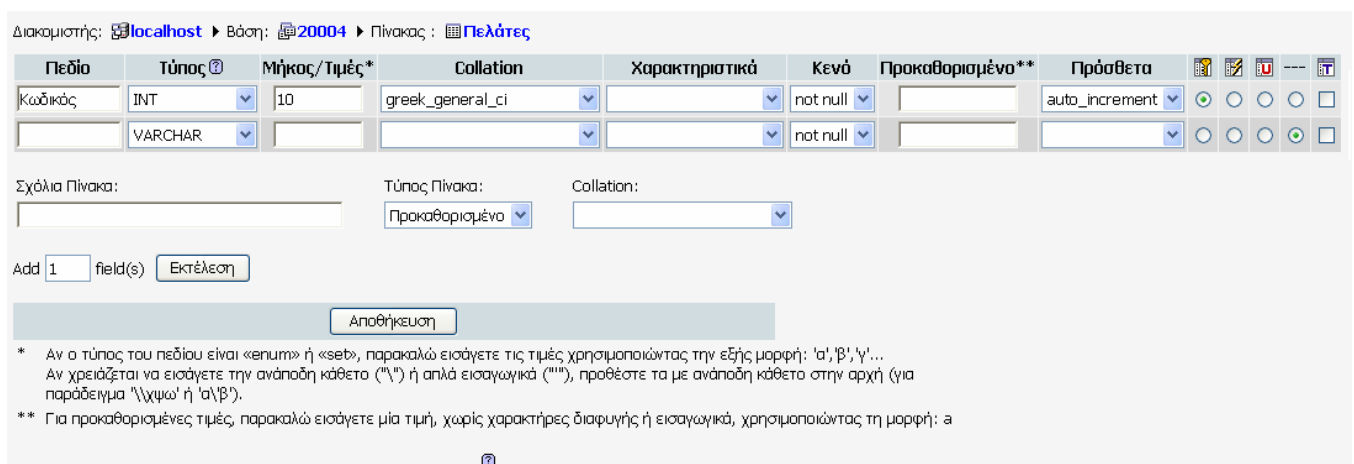 Διακομιστής: localhost ▶ Βάση: 20004 ▶ Πίνακας : Πελάτες
Πεδίο Τύπος Μήκος/Τιμές* Collation Χαρακτηριστικά Κενό Προκαθορισμένο** Πρόσθετα ---
Κωδικός INT 10 greek_general_ci not null auto_increment
VARCHAR not null
Σχόλια Πίνακα: Τύπος Πίνακα: Collation:
Προκαθορισμένο
Add 1 field(s) Εκτέλεση
Αποθήκευση
* Αν ο τύπος του πεδίου είναι «enum» ή «set», παρακαλώ εισάγετε τις τιμές χρησιμοποιώντας την εξής μορφή: 'α','β','γ'...
Αν χρειάζεται να εισάγετε την ανάποδη κάθετο ("\") ή απλά εισαγωγικά ("'"), προθέστε τα με ανάποδη κάθετο στην αρχή (για
παράδειγμα '\\χψω' ή 'α\'β').
** Για προκαθορισμένες τιμές, παρακαλώ εισάγετε μία τιμή, χωρίς χαρακτήρες διαφυγής ή εισαγωγικά, χρησιμοποιώντας τη μορφή: a